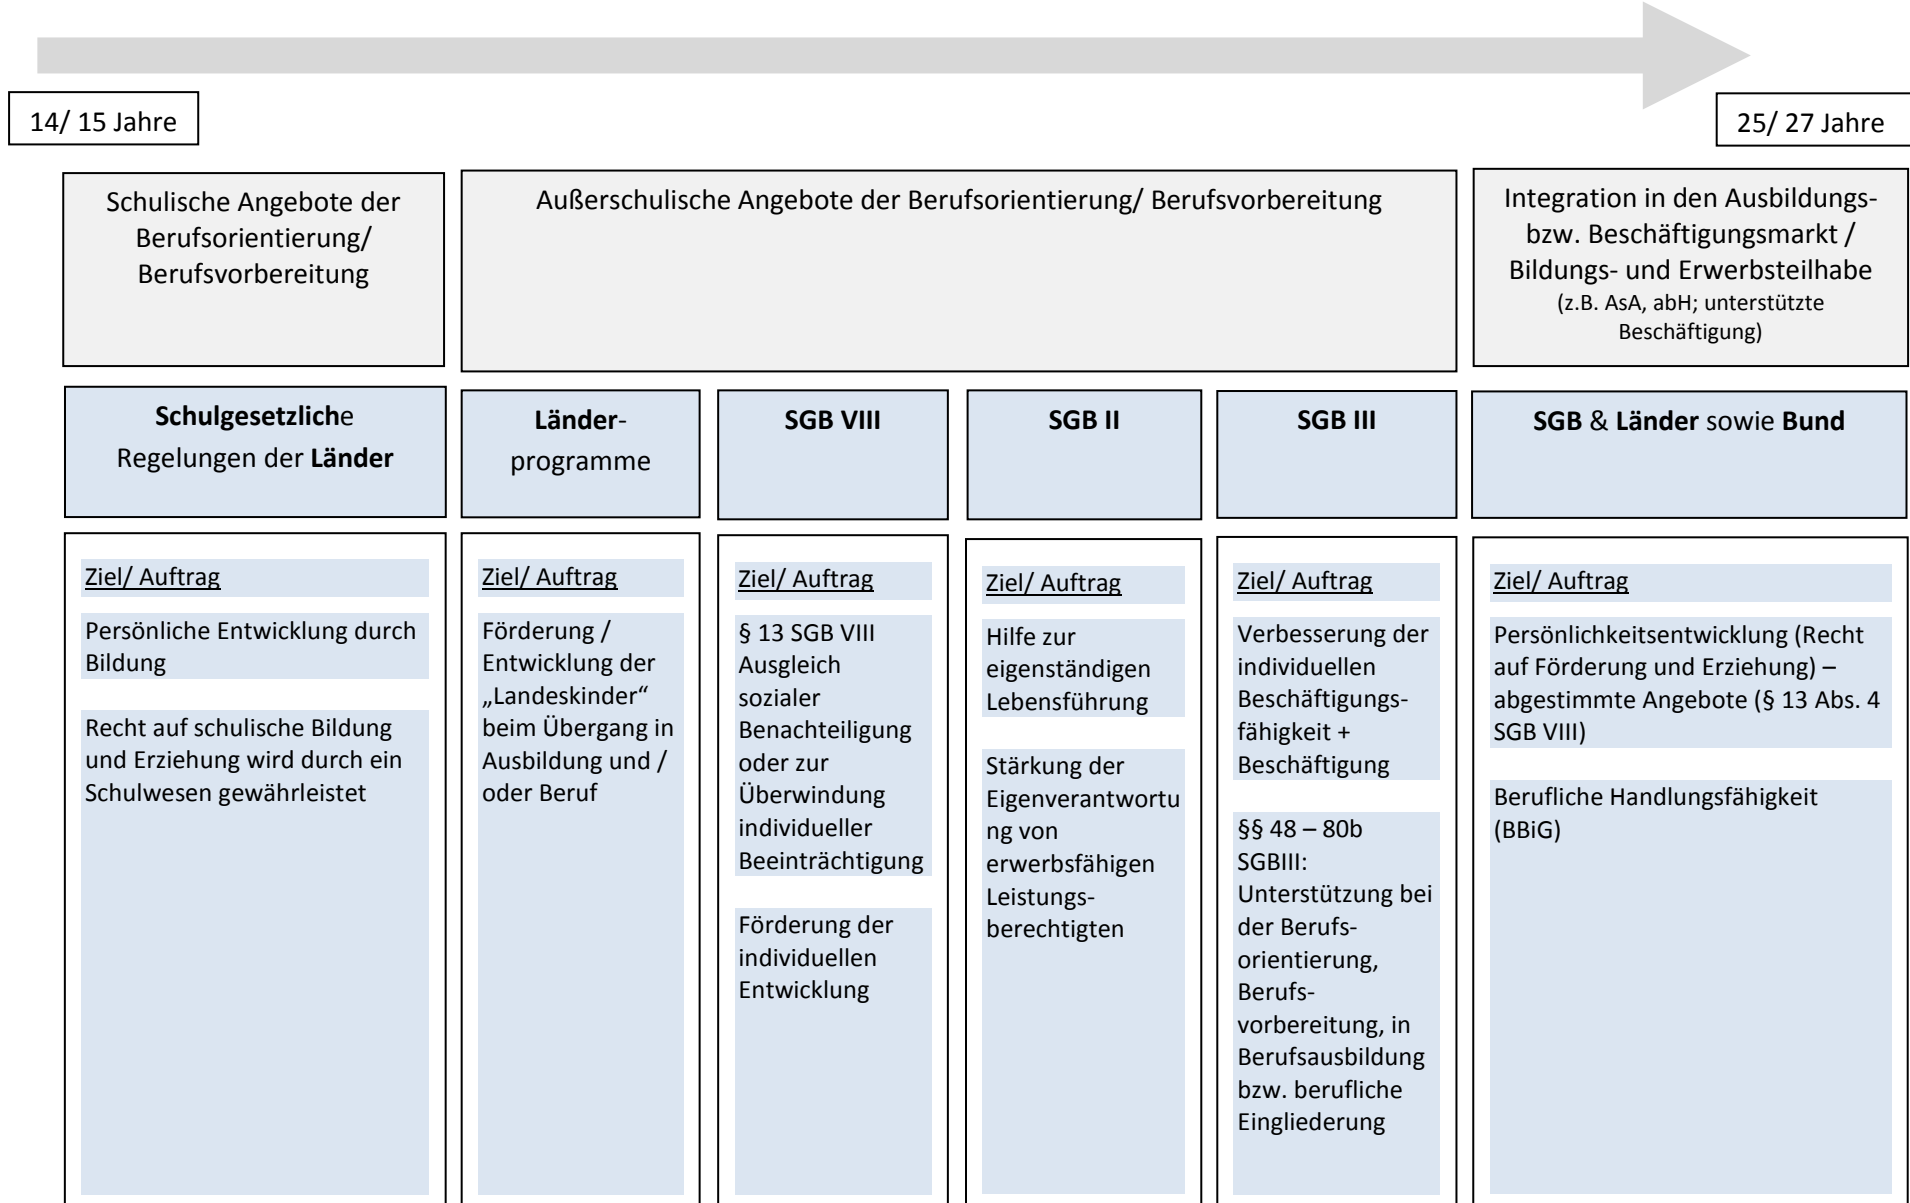 14/ 15 Jahre
25/ 27 Jahre
Schulische Angebote der
Berufsorientierung/
Berufsvorbereitung
Außerschulische Angebote der Berufsorientierung/ Berufsvorbereitung
Integration in den Ausbildungs-
bzw. Beschäftigungsmarkt /
Bildungs- und Erwerbsteilhabe
(z.B. AsA, abH; unterstützte
Beschäftigung)
Schulgesetzliche
Regelungen der Länder
Länder-
programme
SGB VIII
SGB II
SGB III
SGB & Länder sowie Bund
Ziel/ Auftrag
Persönliche Entwicklung durch
Bildung
Recht auf schulische Bildung
und Erziehung wird durch ein
Schulwesen gewährleistet
Ziel/ Auftrag
Förderung /
Entwicklung der
„Landeskinder“
beim Übergang in
Ausbildung und /
oder Beruf
Ziel/ Auftrag
§ 13 SGB VIII
Ausgleich
sozialer
Benachteiligung
oder zur
Überwindung
individueller
Beeinträchtigung
Förderung der
individuellen
Entwicklung
Ziel/ Auftrag
Hilfe zur
eigenständigen
Lebensführung
Stärkung der
Eigenverantwortu
ng von
erwerbsfähigen
Leistungs-
berechtigten
Ziel/ Auftrag
Verbesserung der
individuellen
Beschäftigungs-
fähigkeit +
Beschäftigung
§§ 48 – 80b
SGBIII:
Unterstützung bei
der Berufs-
orientierung,
Berufs-
vorbereitung, in
Berufsausbildung
bzw. berufliche
Eingliederung
Ziel/ Auftrag
Persönlichkeitsentwicklung (Recht
auf Förderung und Erziehung) –
abgestimmte Angebote (§ 13 Abs. 4
SGB VIII)
Berufliche Handlungsfähigkeit
(BBiG)